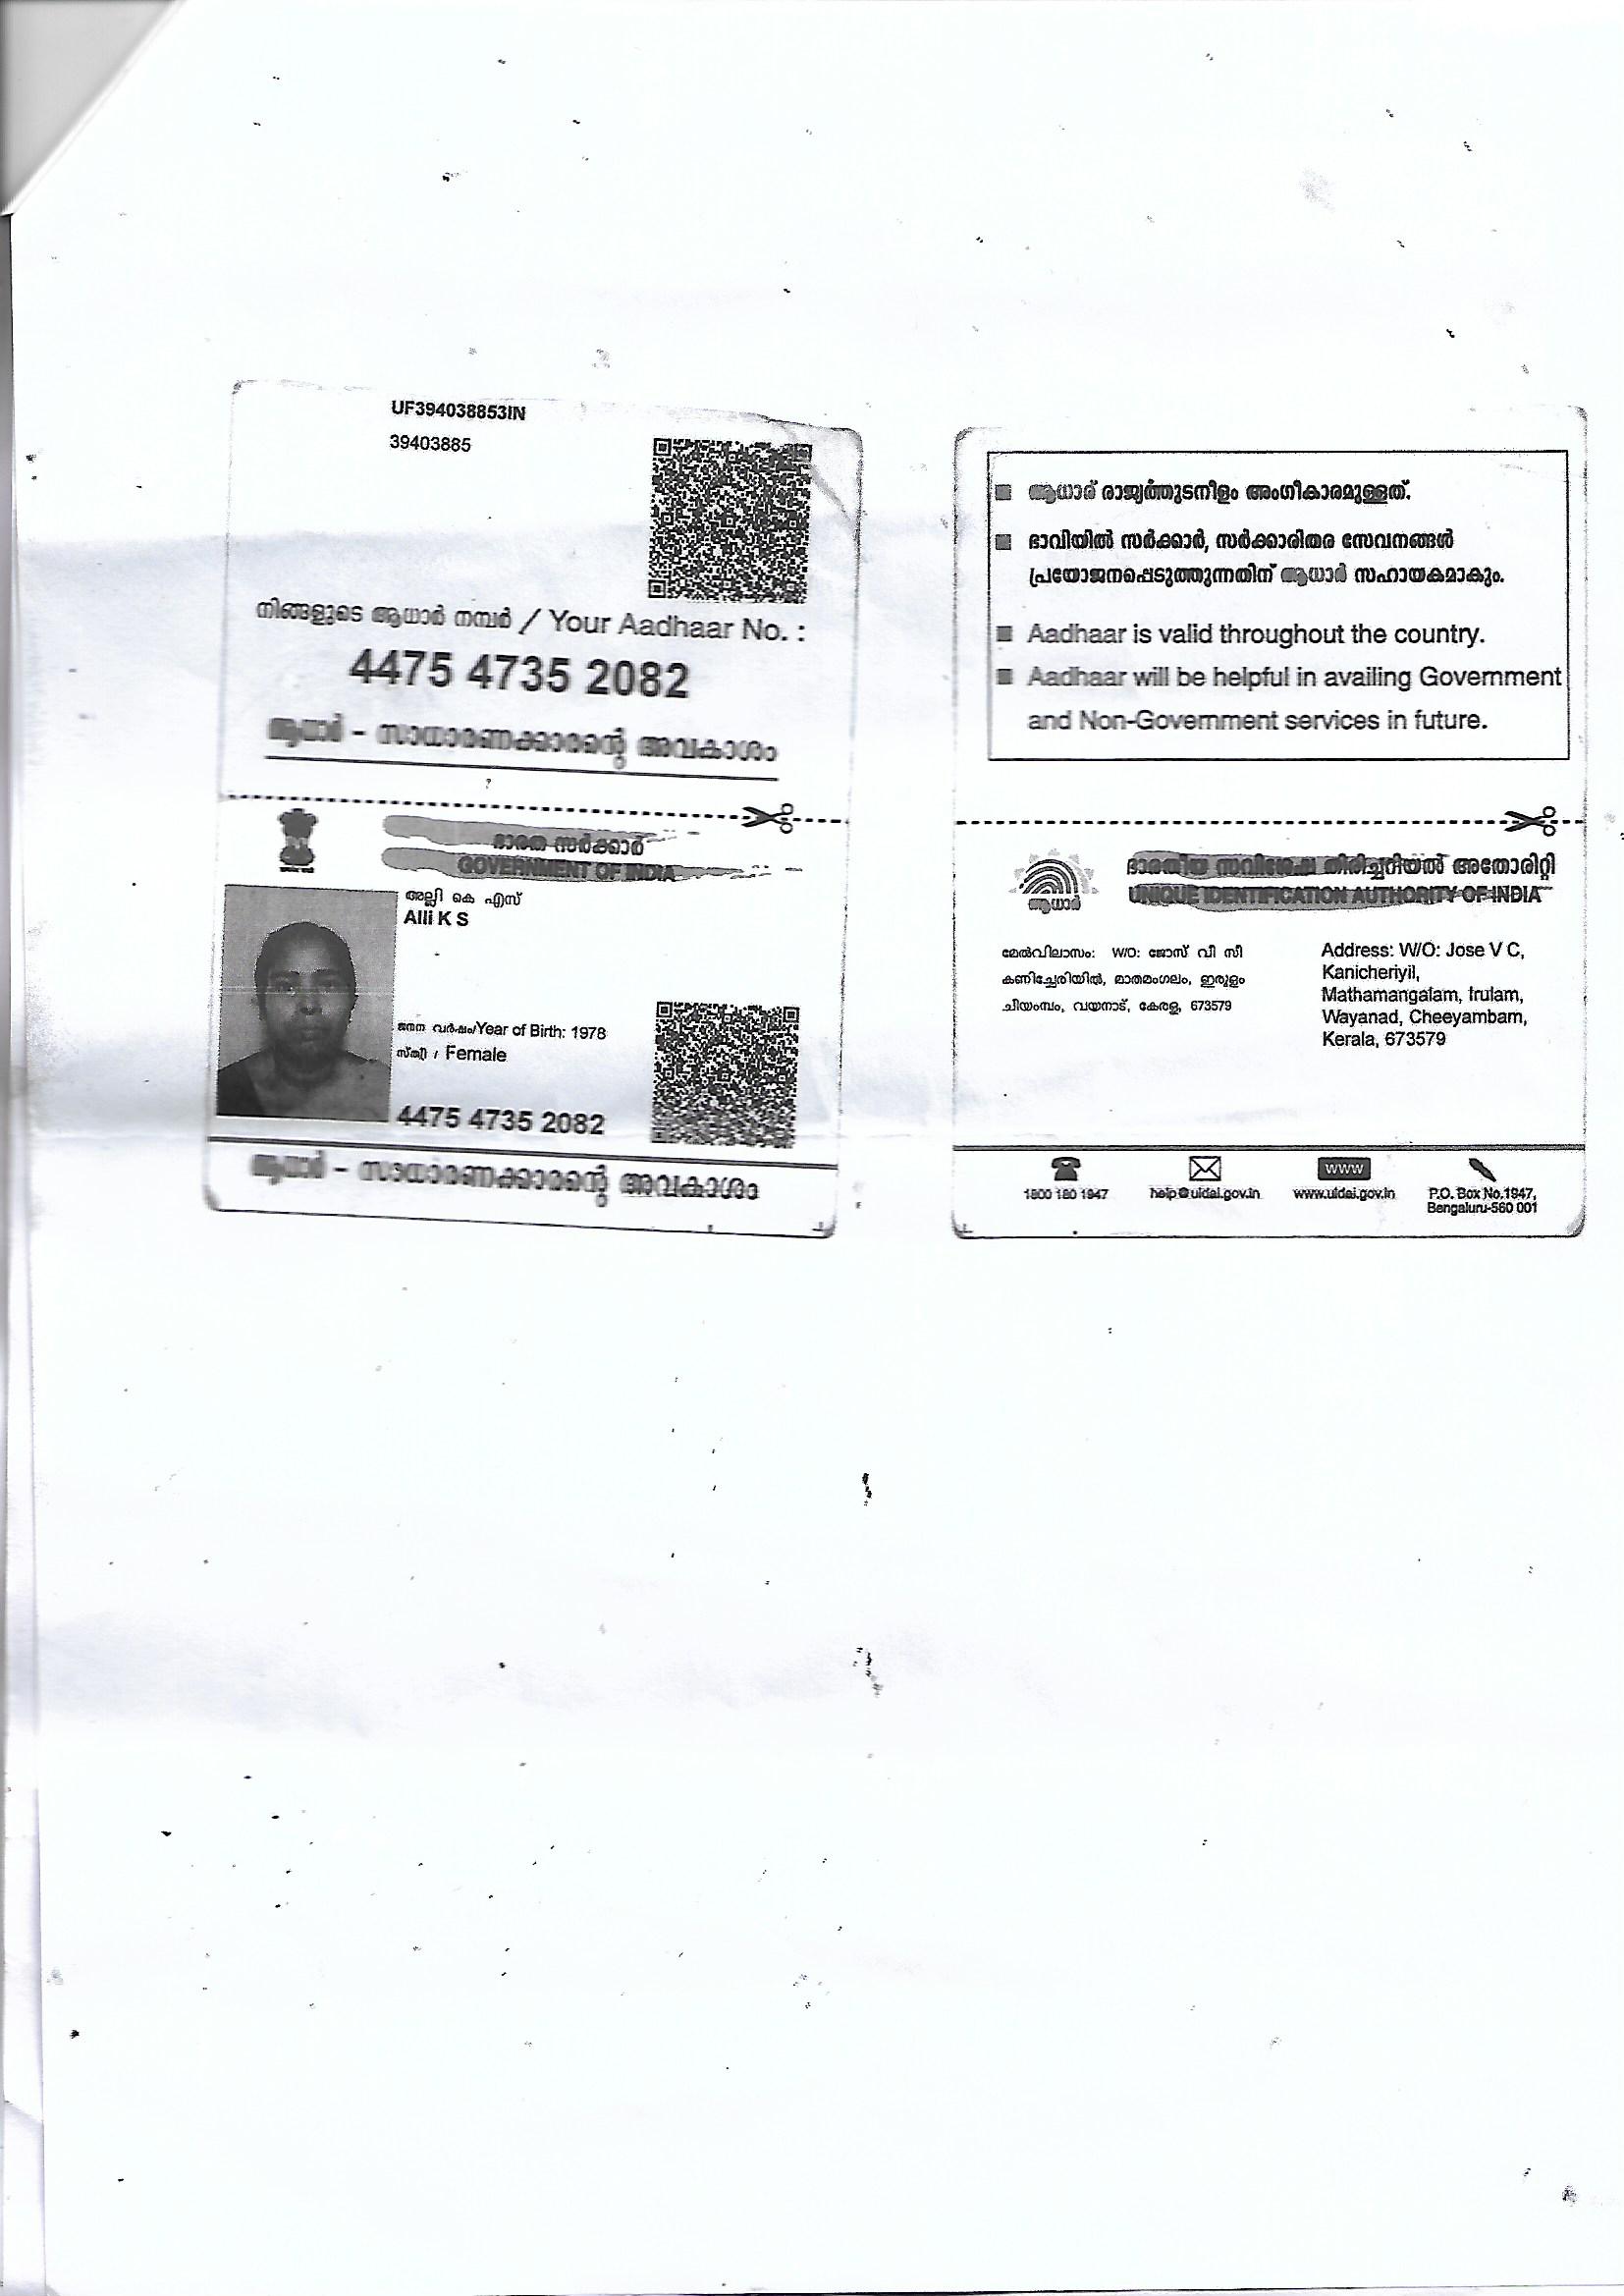 UF394038853IN
39403885
നിങ്ങളുടെ ആധാർ നമ്പർ / Your Aadhaar No. :
4475 4735 2082
ആധാർ - സാധാരണക്കാരന്റെ അവകാശം
ഭാരത സർക്കാർ
GOVERNMENT OF INDIA
അല്ലി കെ എസ്
Alli K S
ജനന വർഷം/Year of Birth: 1978
സ്ത്രീ / Female
4475 4735 2082
ആധാർ - സാധാരണക്കാരന്റെ അവകാശം
ആധാര് രാജ്യത്തുടനീളം അംഗീകാരമുള്ളത്.
ഭാവിയിൽ സർക്കാർ, സർക്കാരിതര സേവനങ്ങൾ
പ്രയോജനപ്പെടുത്തുന്നതിന് ആധാർ സഹായകമാകും.
Aadhaar is valid throughout the country.
Aadhaar will be helpful in availing Government
and Non-Government services in future.
ആധാർ
ഭാരതീയ സവിശേഷ തിരിച്ചറിയൽ അതോരിറ്റി
UNIQUE IDENTIFICATION AUTHORITY OF INDIA
മേൽവിലാസം: W/O: ജോസ് വീ സീ
കണിച്ചേരിയിൽ, മാതമംഗലം, ഇരുളം
ചീയംമ്പം, വയനാട്, കേരള, 673579
Address: W/O: Jose V C,
Kanicheriyil,
Mathamangalam, Irulam,
Wayanad, Cheeyambam,
Kerala, 673579
1800 180 1947
help@uidai.gov.in
www
www.uidai.gov.in
P.O. Box No.1947,
Bengaluru-560 001